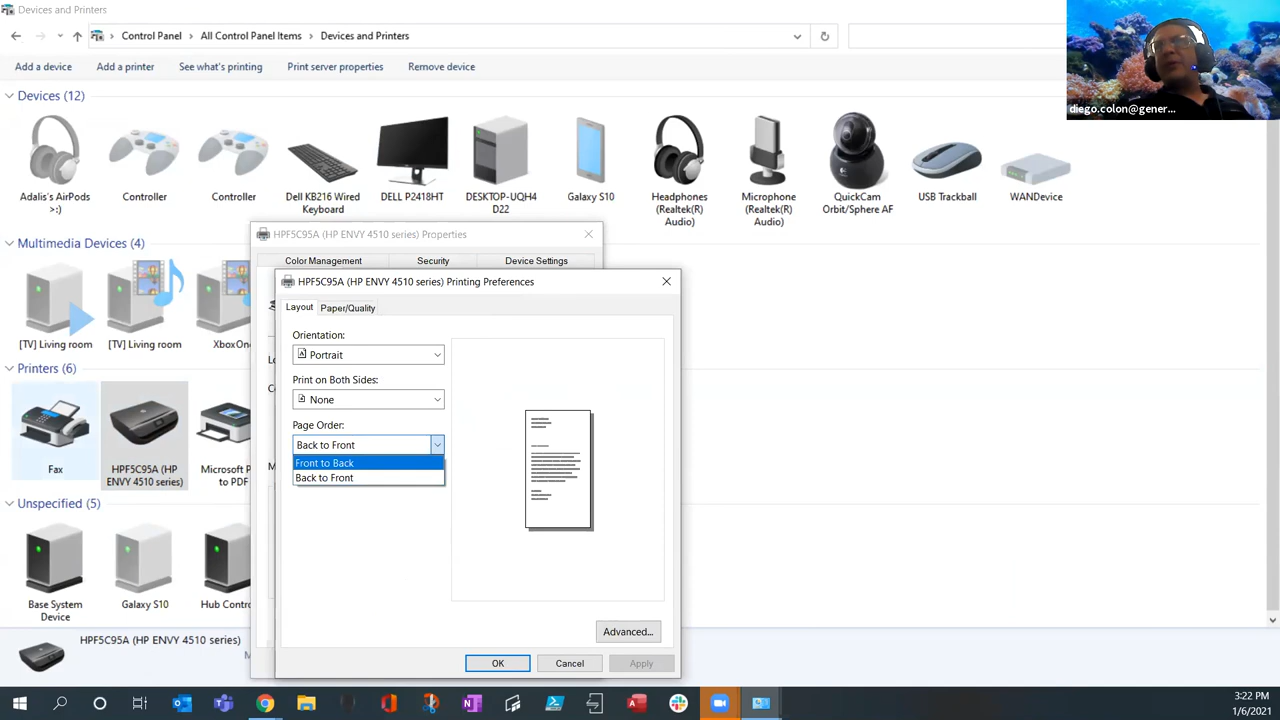 Devices and Printers
Control Panel > All Control Panel Items > Devices and Printers
Add a device Add a printer See what's printing Print server properties Remove device
diego.colon@gener...
Devices (12)
Adalis's AirPods
>:)
Controller
Controller
Dell KB216 Wired
Keyboard
DELL P2418HT
DESKTOP-UQH4
D22
Galaxy S10
Headphones
(Realtek(R)
Audio)
Microphone
(Realtek(R)
Audio)
QuickCam
Orbit/Sphere AF
USB Trackball
WANDevice
Multimedia Devices (4)
[TV] Living room
[TV] Living room
XboxOne
Printers (6)
Fax
HPF5C95A (HP
ENVY 4510 series)
Microsoft P
to PDF
Unspecified (5)
Base System
Device
Galaxy S10
Hub Contro
HPF5C95A (HP ENVY 4510 series)
HPF5C95A (HP ENVY 4510 series) Properties
Color Management Security Device Settings
HPF5C95A (HP ENVY 4510 series) Printing Preferences
Layout Paper/Quality
Orientation:
Portrait
Print on Both Sides:
None
Page Order:
Back to Front
Front to Back
Back to Front
Advanced...
OK Cancel Apply
3:22 PM
1/6/2021